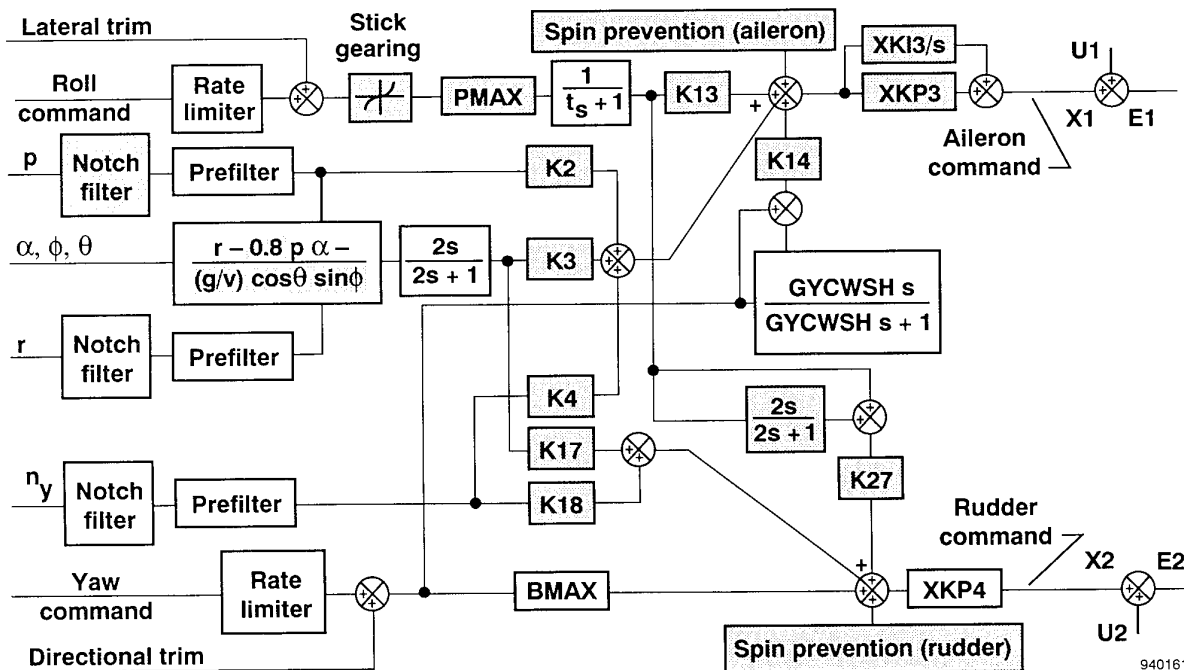 Lateral trim
Roll
command
Rate
limiter
Stick
gearing
PMAX
1
t_s + 1
K13
Spin prevention (aileron)
XKI3/s
XKP3
U1
X1
E1
Aileron
command
p
Notch
filter
Prefilter
K2
K14
α, φ, θ
r – 0.8 p α –
(g/v) cosθ sinφ
2s
2s + 1
K3
GYCWSH s
GYCWSH s + 1
r
Notch
filter
Prefilter
K4
2s
2s + 1
K17
K27
n_y
Notch
filter
Prefilter
K18
Rudder
command
X2
E2
U2
Yaw
command
Rate
limiter
BMAX
XKP4
Directional trim
Spin prevention (rudder)